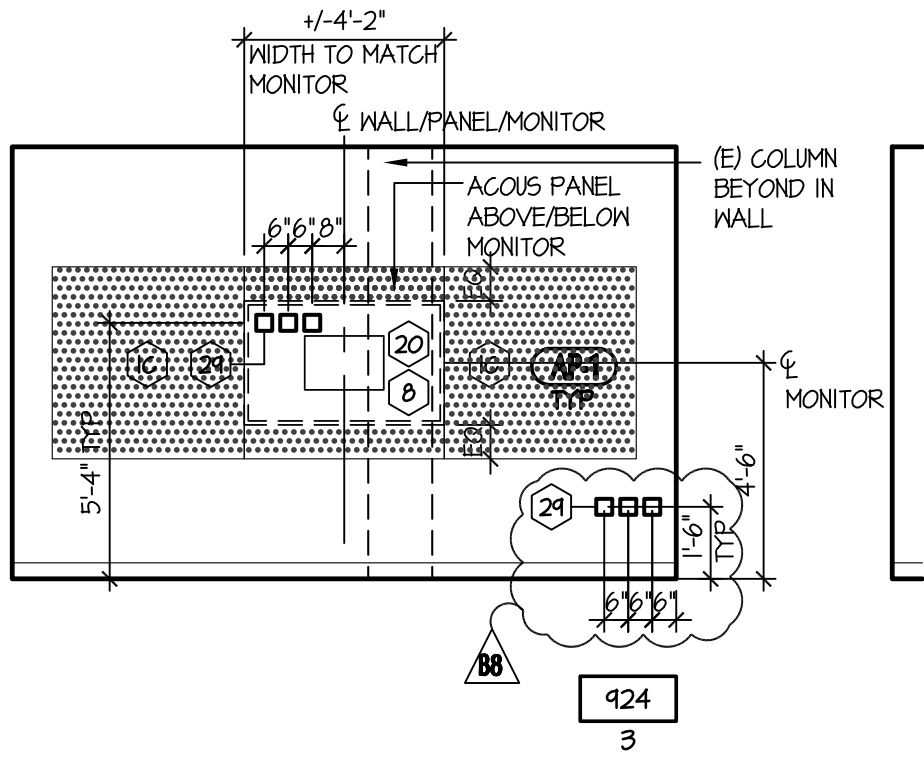 +/-4'-2"
WIDTH TO MATCH
MONITOR
℄ WALL/PANEL/MONITOR
(E) COLUMN
BEYOND IN
WALL
ACOUS PANEL
ABOVE/BELOW
MONITOR
6" 6" 8"
EQ
1C
29
20
8
1C
AP-1
TYP
℄
MONITOR
EQ
5'-4" TYP
4'-6"
29
1'-6"
TYP
6" 6" 6"
B8
924
3